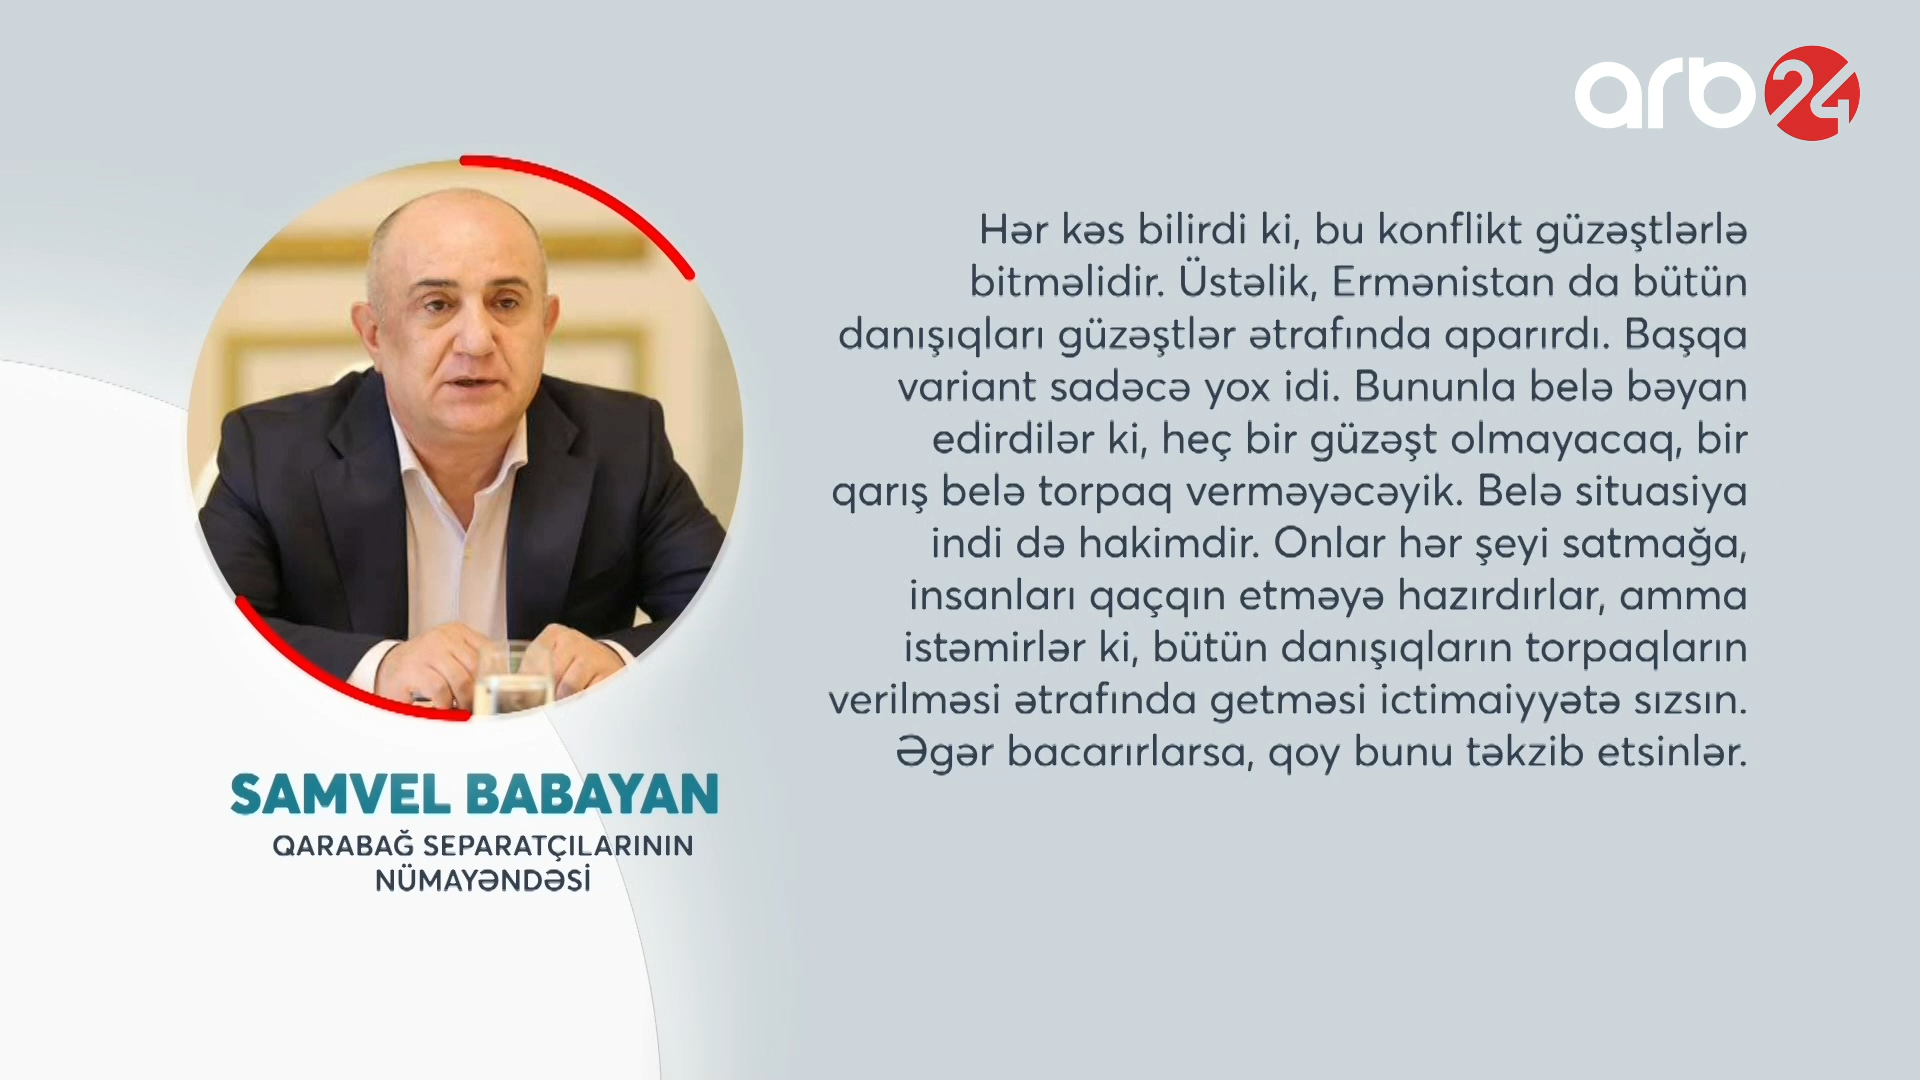 arb24
Hər kəs bilirdi ki, bu konflikt güzəştlərlə
bitməlidir. Üstəlik, Ermənistan da bütün
danışıqları güzəştlər ətrafında aparırdı. Başqa
variant sadəcə yox idi. Bununla belə bəyan
edirdilər ki, heç bir güzəşt olmayacaq, bir
qarış belə torpaq verməyəcəyik. Belə situasiya
indi də hakimdir. Onlar hər şeyi satmağa,
insanları qaçqın etməyə hazırdırlar, amma
istəmirlər ki, bütün danışıqların torpaqların
verilməsi ətrafında getməsi ictimaiyyətə sızsın.
Əgər bacarırlarsa, qoy bunu təkzib etsinlər.
SAMVEL BABAYAN
QARABAĞ SEPARATÇILARININ
NÜMAYƏNDƏSİ